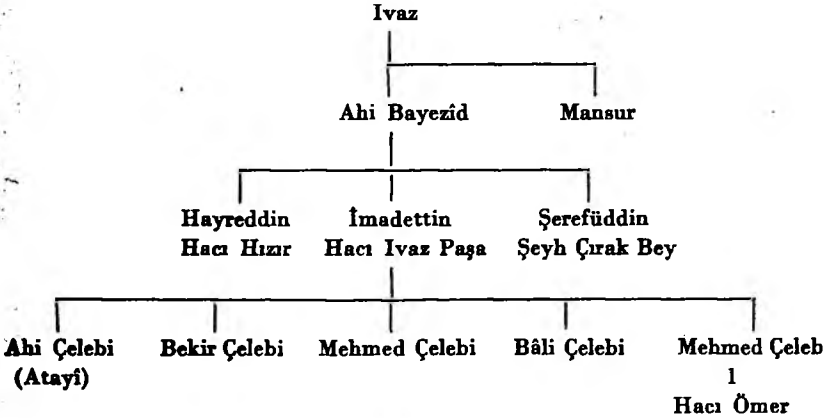 Ivaz
Ahi Bayezîd Mansur
Hayreddin İmadettin Şerefüddin
Hacı Hızır Hacı Ivaz Paşa Şeyh Çırak Bey
Ahi Çelebi Bekir Çelebi Mehmed Çelebi Bâli Çelebi Mehmed Çeleb
(Atayî) 1
Hacı Ömer